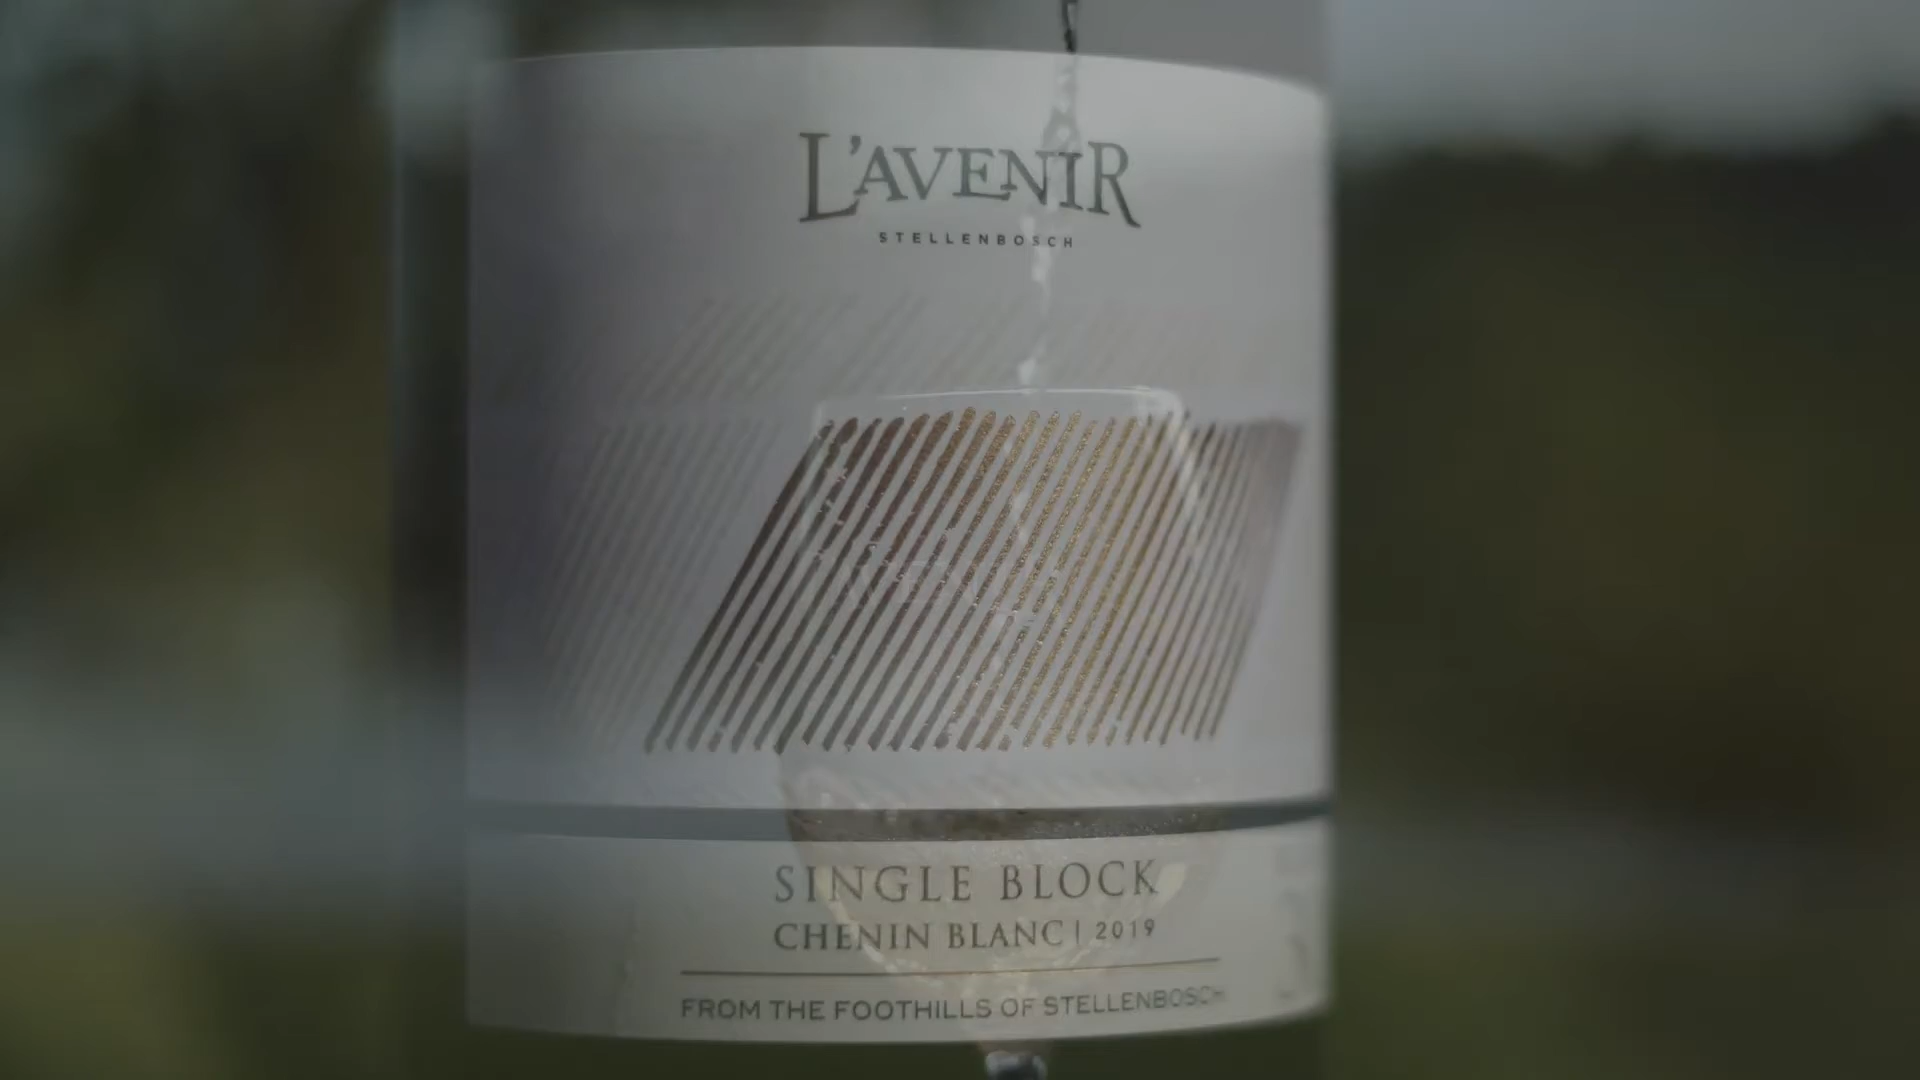 L'AVENIR
STELLENBOSCH
SINGLE BLOCK
CHENIN BLANC | 2019
FROM THE FOOTHILLS OF STELLENBOSCH